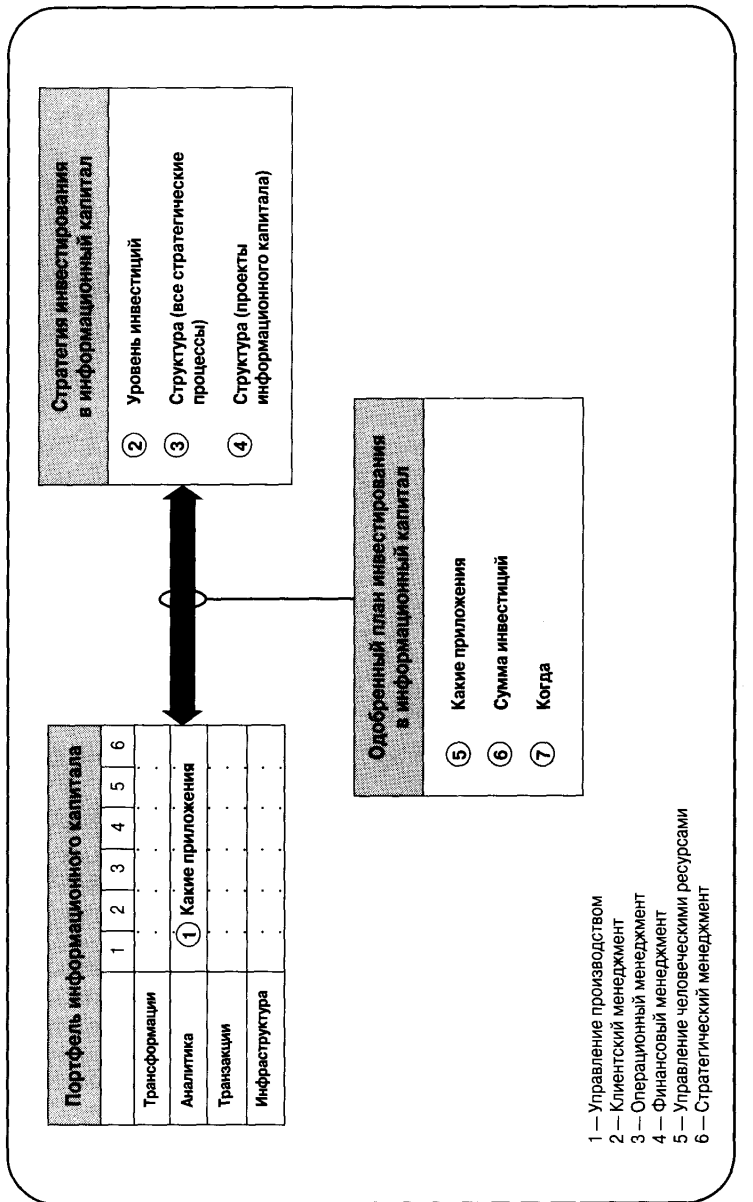 Портфель информационного капитала
1 2 3 4 5 6
Трансформации . . . . . .
Аналитика ① Какие приложения
Транзакции . . . . . .
Инфраструктура . . . . . .
Стратегия инвестирования
в информационный капитал
② Уровень инвестиций
③ Структура (все стратегические
процессы)
④ Структура (проекты
информационного капитала)
Одобренный план инвестирования
в информационный капитал
⑤ Какие приложения
⑥ Сумма инвестиций
⑦ Когда
1 — Управление производством
2 — Клиентский менеджмент
3 — Операционный менеджмент
4 — Финансовый менеджмент
5 — Управление человеческими ресурсами
6 — Стратегический менеджмент